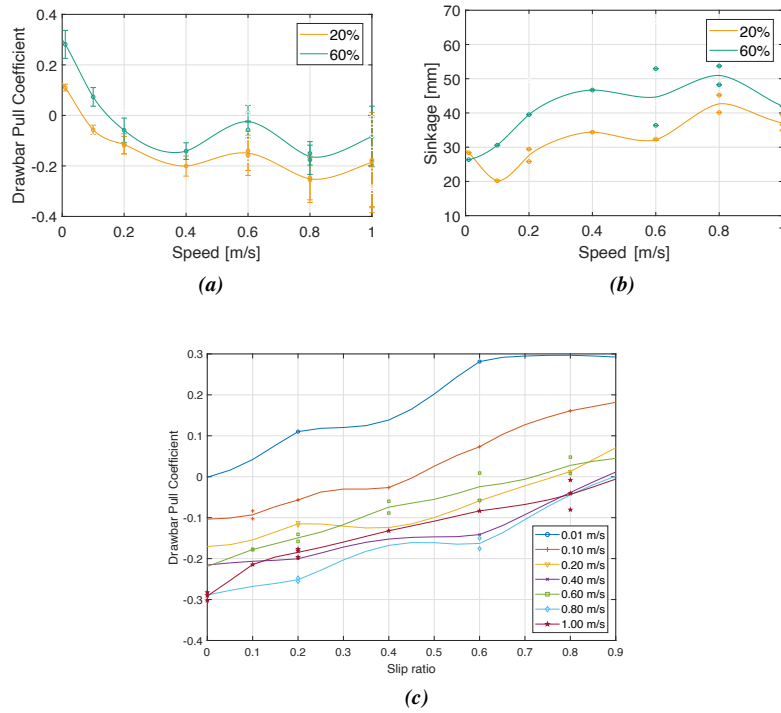 0.4
0.2
0
-0.2
-0.4
Drawbar Pull Coefficient
20%
60%
0 0.2 0.4 0.6 0.8 1
Speed [m/s]
(a)
70
60
50
40
30
20
10
Sinkage [mm]
20%
60%
0 0.2 0.4 0.6 0.8 1
Speed [m/s]
(b)
0.3
0.2
0.1
0
-0.1
-0.2
-0.3
-0.4
Drawbar Pull Coefficient
0.01 m/s
0.10 m/s
0.20 m/s
0.40 m/s
0.60 m/s
0.80 m/s
1.00 m/s
0 0.1 0.2 0.3 0.4 0.5 0.6 0.7 0.8 0.9
Slip ratio
(c)